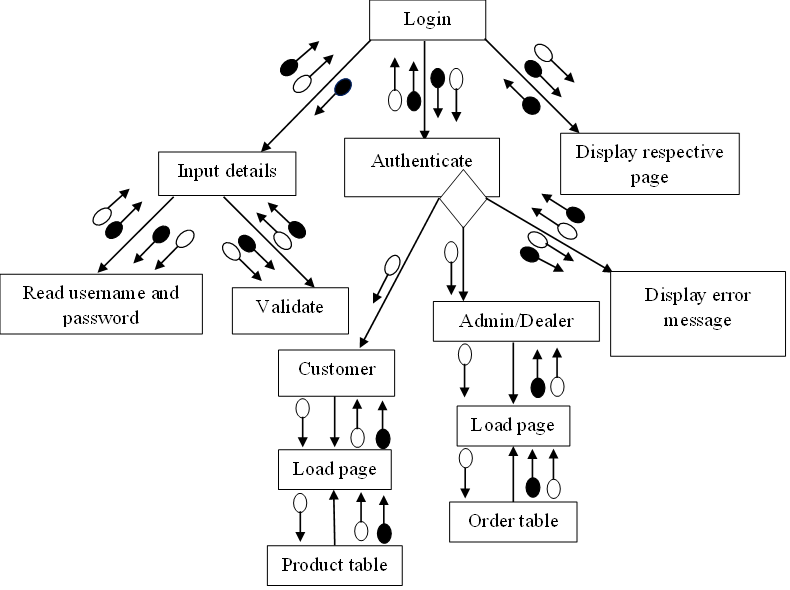 Login
Input details
Authenticate
Display respective
page
Read username and
password
Validate
Display error
message
Admin/Dealer
Customer
Load page
Load page
Order table
Product table